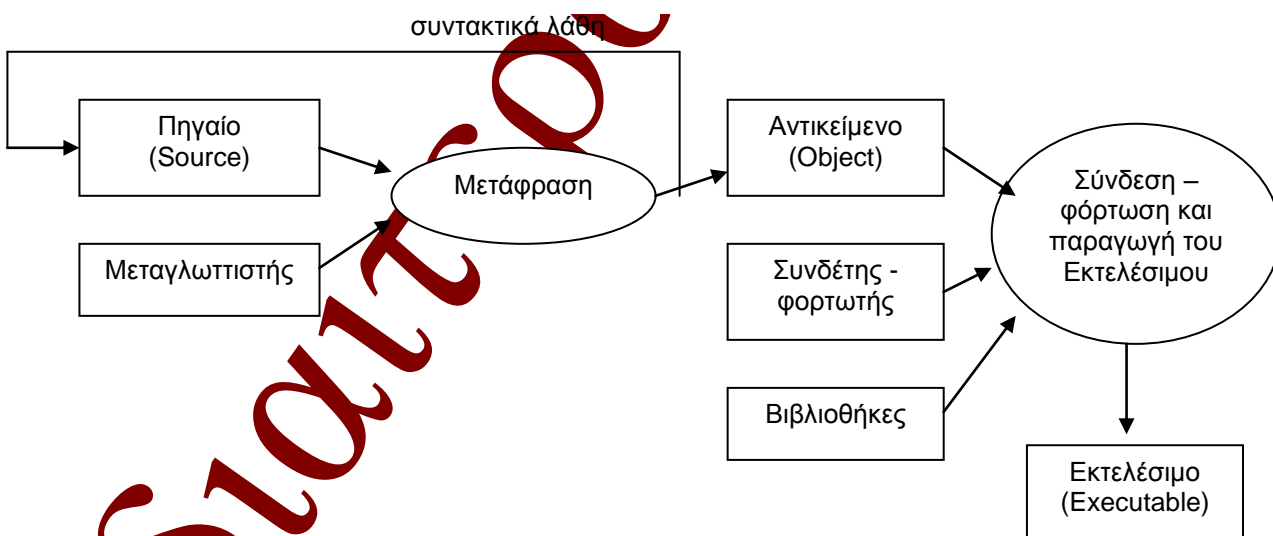 συντακτικά λάθη
Πηγαίο
(Source)
Μετάφραση
Μεταγλωττιστής
Αντικείμενο
(Object)
Συνδέτης -
φορτωτής
Βιβλιοθήκες
Σύνδεση –
φόρτωση και
παραγωγή του
Εκτελέσιμου
Εκτελέσιμο
(Executable)